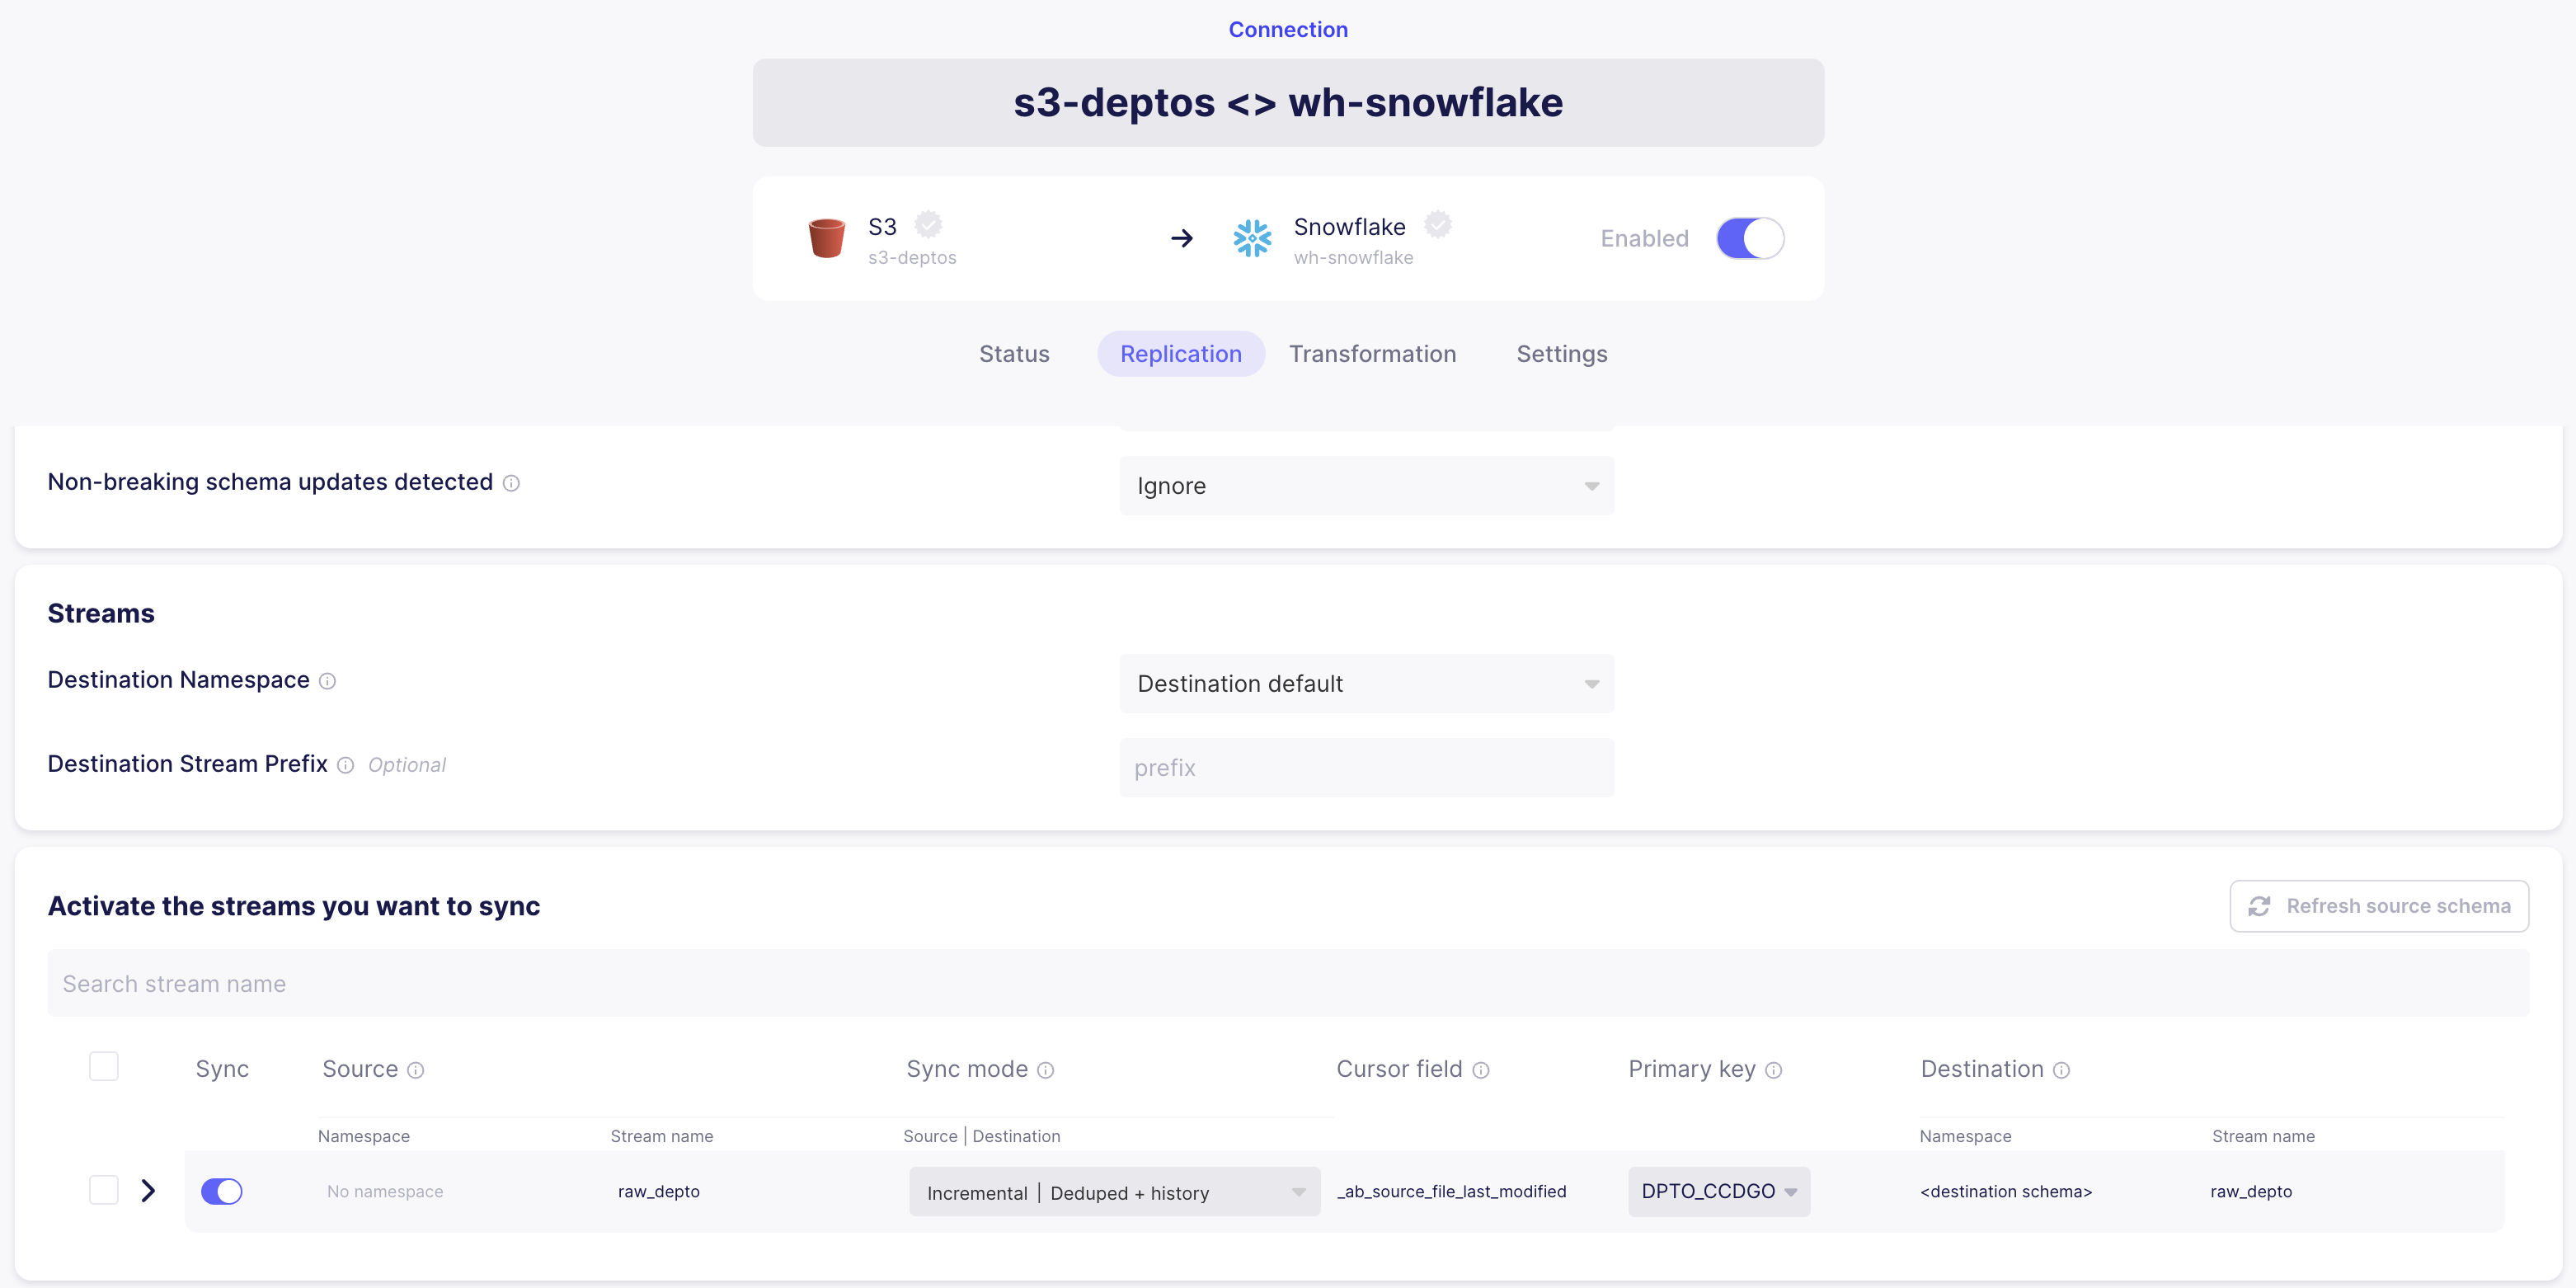 Connection
s3-deptos <> wh-snowflake
S3
s3-deptos
Snowflake
wh-snowflake
Enabled
Status Replication Transformation Settings
Non-breaking schema updates detected Ignore
Streams
Destination Namespace Destination default
Destination Stream Prefix Optional prefix
Activate the streams you want to sync Refresh source schema
Search stream name
Sync Source Sync mode Cursor field Primary key Destination
Namespace Stream name Source | Destination Namespace Stream name
No namespace raw_depto Incremental | Deduped + history _ab_source_file_last_modified DPTO_CCDGO <destination schema> raw_depto